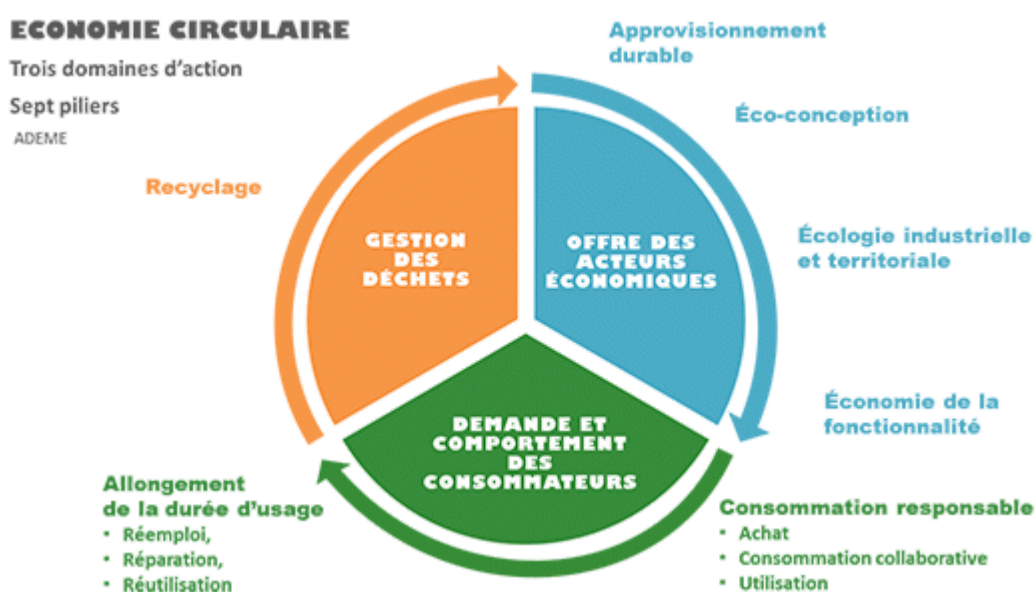 ECONOMIE CIRCULAIRE
Trois domaines d'action
Sept piliers
ADEME
Approvisionnement
durable
Éco-conception
Écologie industrielle
et territoriale
Économie de la
fonctionnalité
Recyclage
GESTION
DES
DÉCHETS
OFFRE DES
ACTEURS
ÉCONOMIQUES
DEMANDE ET
COMPORTEMENT
DES
CONSOMMATEURS
Allongement
de la durée d'usage
• Réemploi,
• Réparation,
• Réutilisation
Consommation responsable
• Achat
• Consommation collaborative
• Utilisation